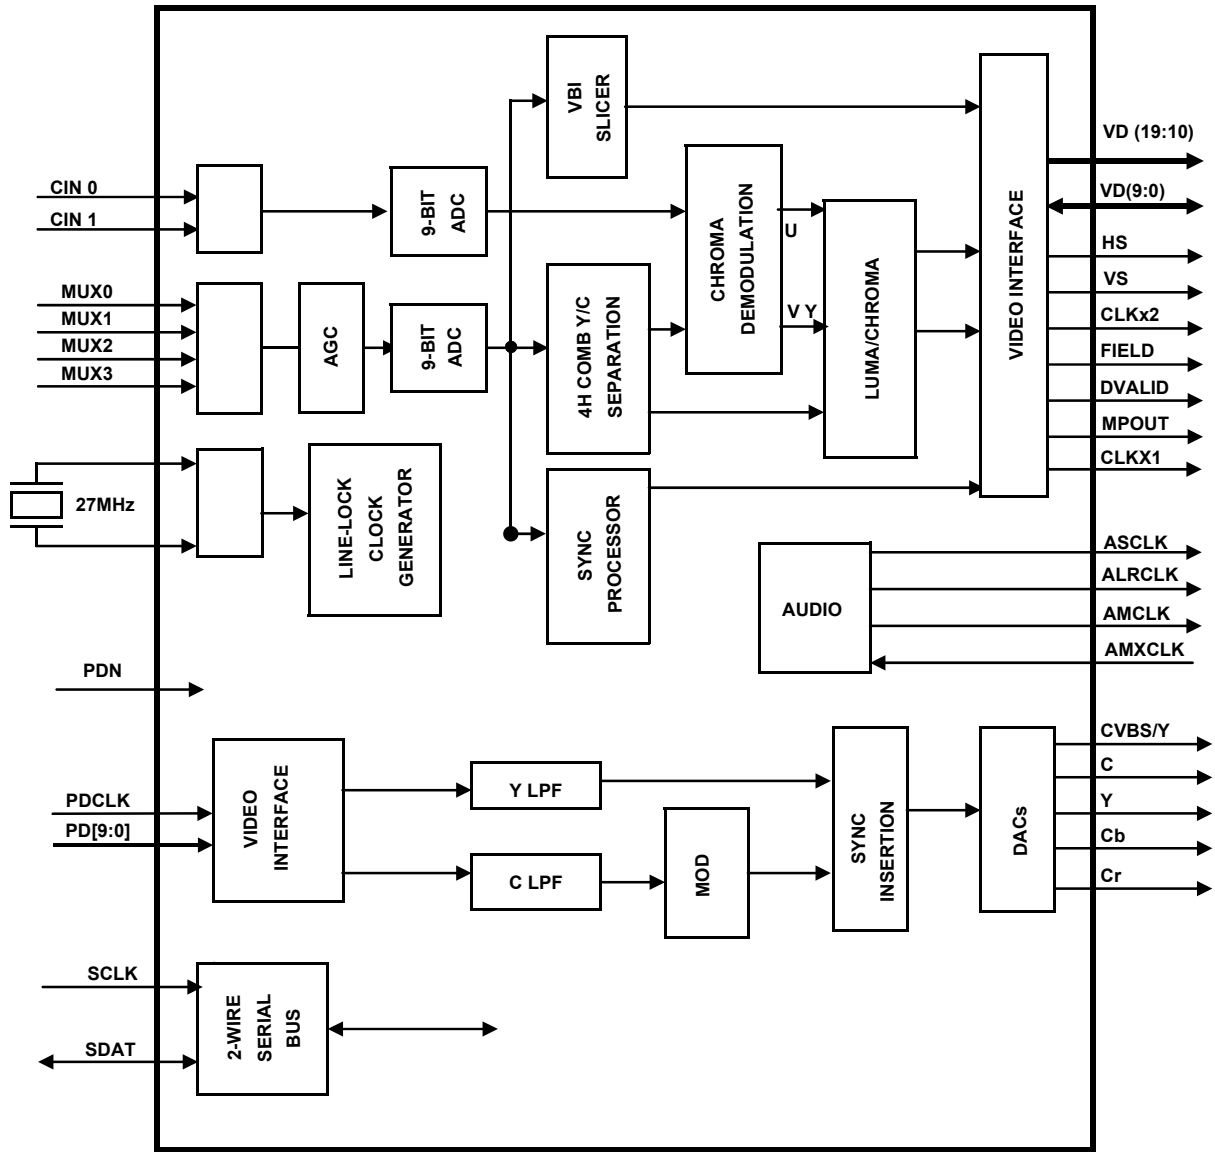 VBI
SLICER
VD (19:10)
CIN 0
CIN 1
9-BIT
ADC
CHROMA
DEMODULATION
U
V Y
LUMA/CHROMA
VIDEO INTERFACE
VD(9:0)
HS
VS
CLKx2
FIELD
DVALID
MPOUT
CLKX1
MUX0
MUX1
MUX2
MUX3
AGC
9-BIT
ADC
4H COMB Y/C
SEPARATION
27MHz
LINE-LOCK
CLOCK
GENERATOR
SYNC
PROCESSOR
AUDIO
ASCLK
ALRCLK
AMCLK
AMXCLK
PDN
PDCLK
PD[9:0]
VIDEO
INTERFACE
Y LPF
C LPF
MOD
SYNC
INSERTION
DACs
CVBS/Y
C
Y
Cb
Cr
SCLK
SDAT
2-WIRE
SERIAL
BUS